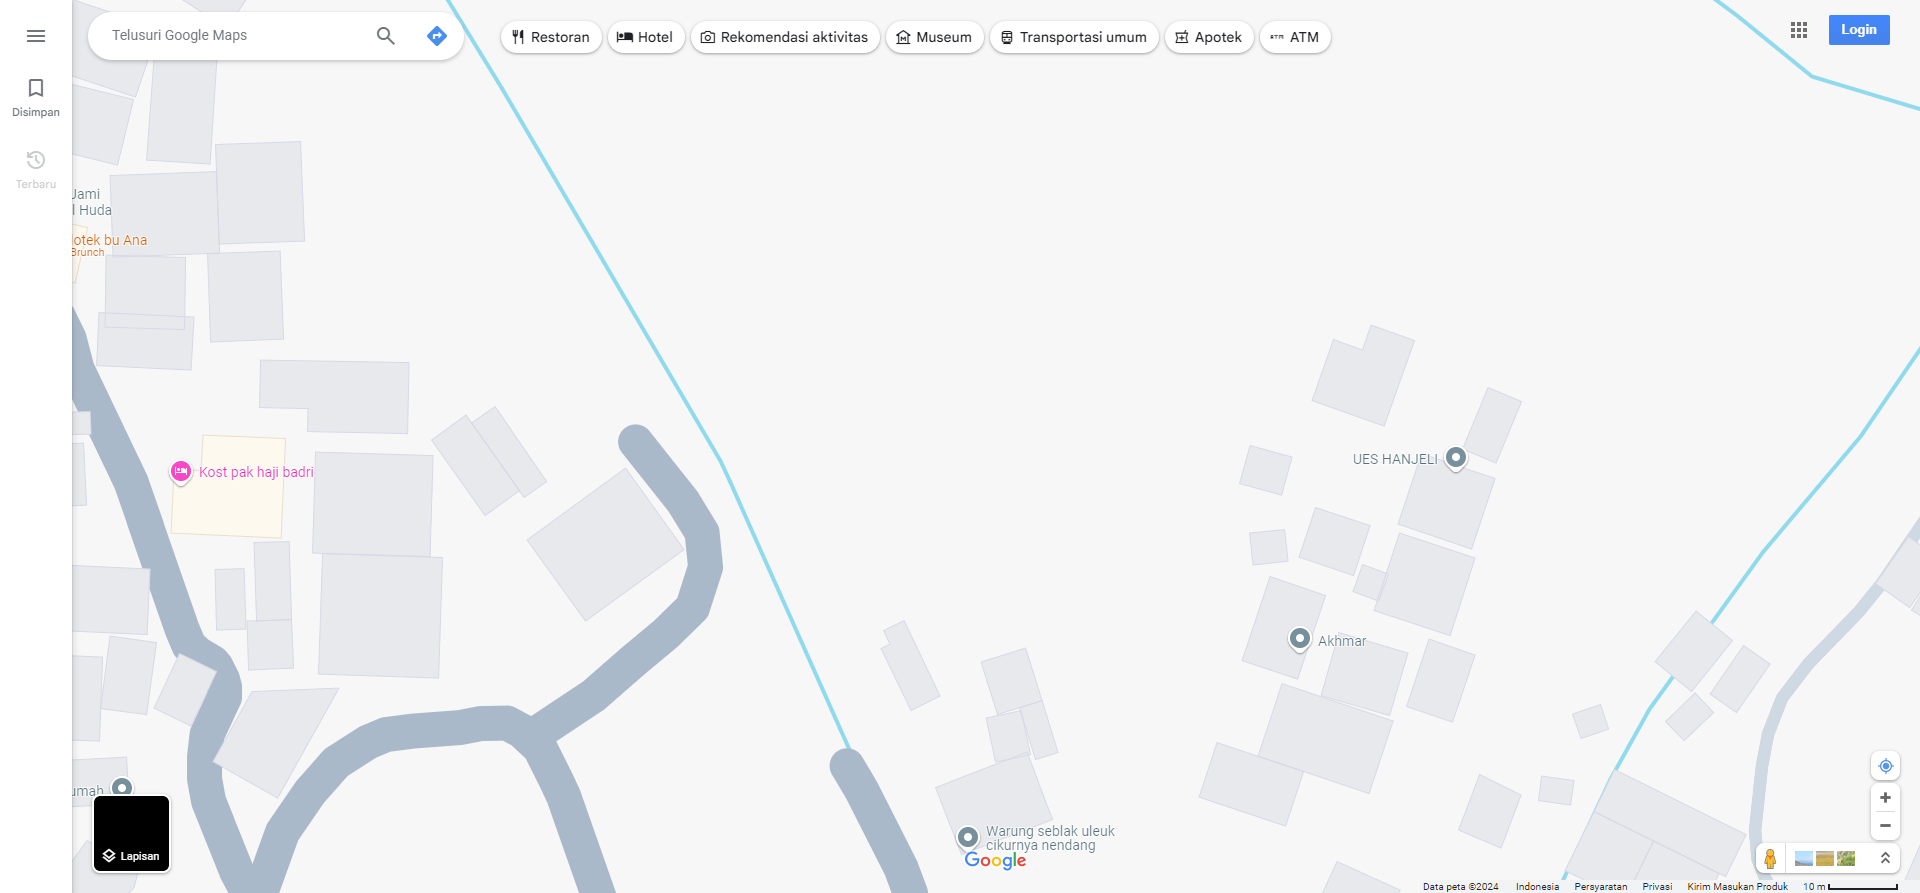 Telusuri Google Maps
Restoran
Hotel
Rekomendasi aktivitas
Museum
Transportasi umum
Apotek
ATM
ATM
Login
Disimpan
Terbaru
Jami
l Huda
otek bu Ana
Brunch
Kost pak haji badri
UES HANJELI
Akhmar
umah
Lapisan
Warung seblak uleuk
cikurnya nendang
Google
Data peta ©2024 Indonesia Persyaratan Privasi Kirim Masukan Produk 10 m